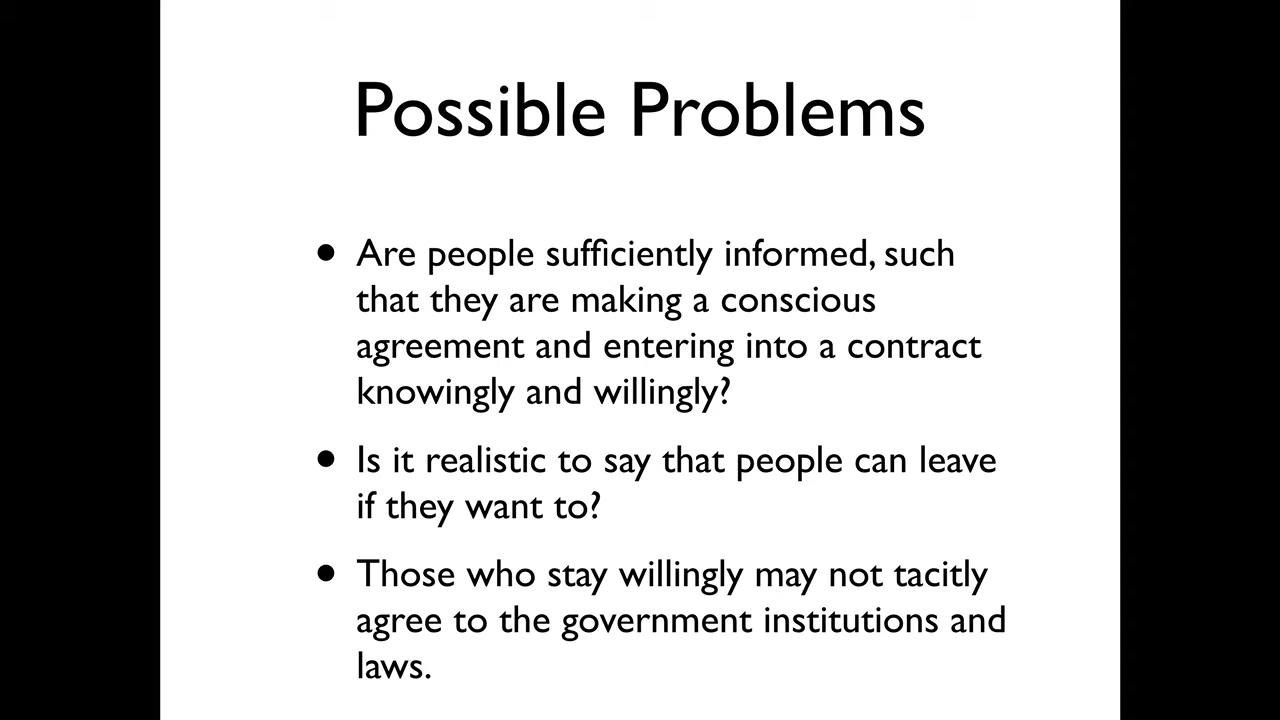 Possible Problems
• Are people sufficiently informed, such
that they are making a conscious
agreement and entering into a contract
knowingly and willingly?
• Is it realistic to say that people can leave
if they want to?
• Those who stay willingly may not tacitly
agree to the government institutions and
laws.